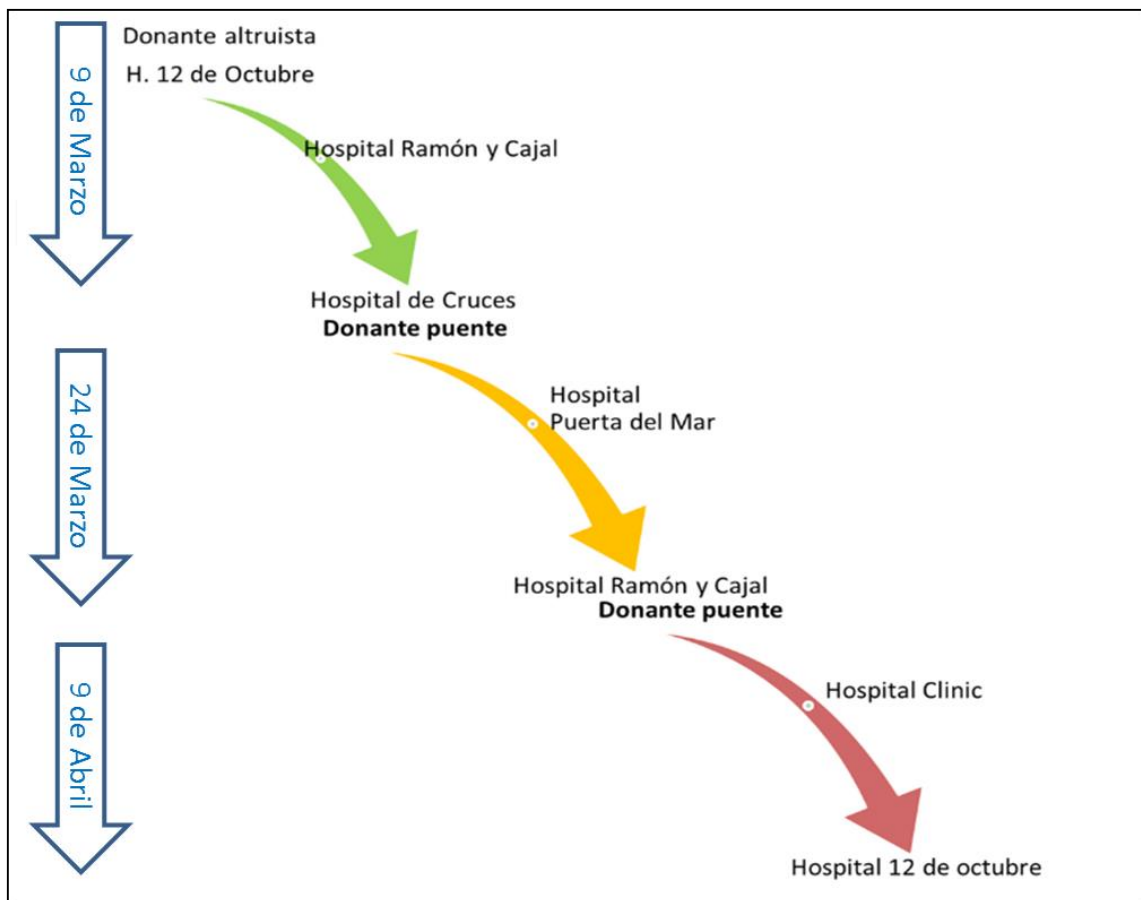 9 de Marzo
Donante altruista
H. 12 de Octubre
Hospital Ramón y Cajal
Hospital de Cruces
Donante puente
24 de Marzo
Hospital
Puerta del Mar
Hospital Ramón y Cajal
Donante puente
9 de Abril
Hospital Clinic
Hospital 12 de octubre